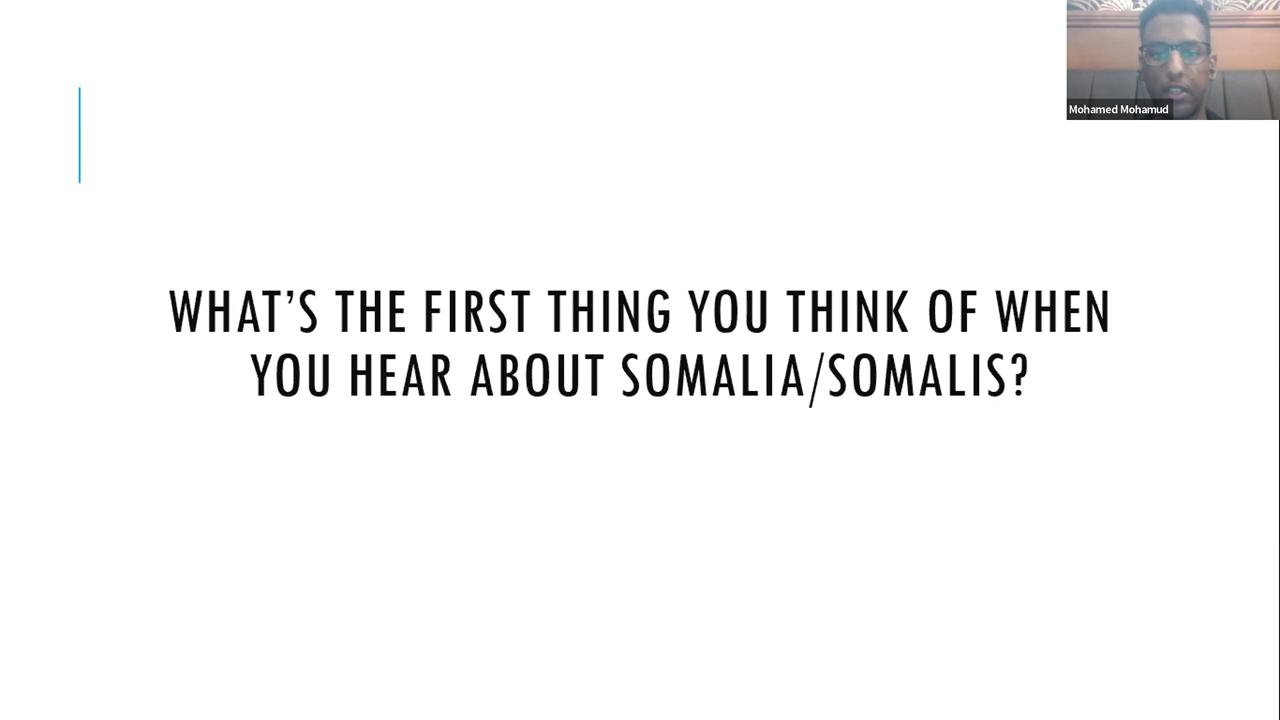 Mohamed Mohamud
WHAT’S THE FIRST THING YOU THINK OF WHEN
YOU HEAR ABOUT SOMALIA/SOMALIS?